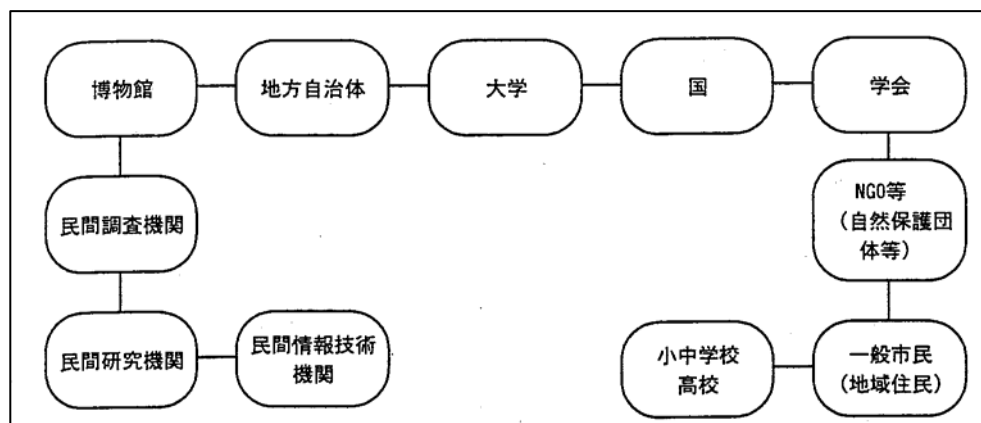 博物館
地方自治体
大学
国
学会
民間調査機関
NGO等
(自然保護団
体等)
民間研究機関
民間情報技術
機関
小中学校
高校
一般市民
(地域住民)